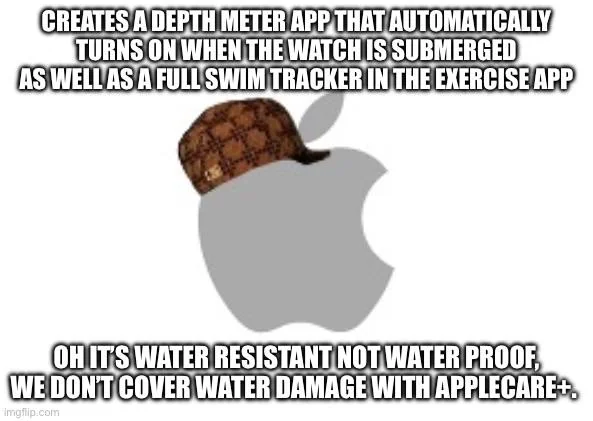 CREATES A DEPTH METER APP THAT AUTOMATICALLY
TURNS ON WHEN THE WATCH IS SUBMERGED
AS WELL AS A FULL SWIM TRACKER IN THE EXERCISE APP
OH IT'S WATER RESISTANT NOT WATER PROOF,
WE DON'T COVER WATER DAMAGE WITH APPLECARE+.
imgflip.com